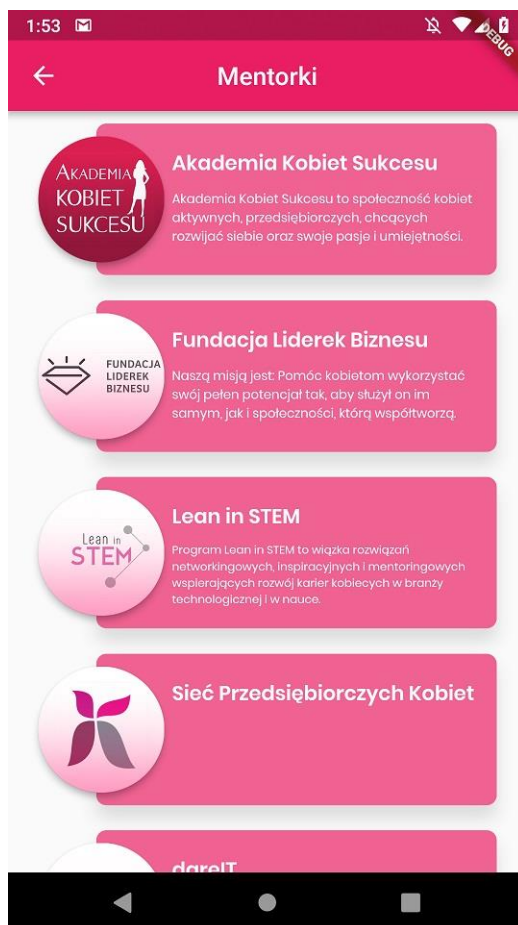 1:53
DEBUG
Mentorki
AKADEMIA
KOBIET
SUKCESU
Akademia Kobiet Sukcesu
Akademia Kobiet Sukcesu to społeczność kobiet
aktywnych, przedsiębiorczych, chcących
rozwijać siebie oraz swoje pasje i umiejętności.
FUNDACJA
LIDEREK
BIZNESU
Fundacja Liderek Biznesu
Naszą misją jest: Pomóc kobietom wykorzystać
swój pełen potencjał tak, aby służył on im
samym, jak i społeczności, którą współtworzą.
Lean in
STEM
Lean in STEM
Program Lean in STEM to wiązka rozwiązań
networkingowych, inspiracyjnych i mentoringowych
wspierających rozwój karier kobiecych w branży
technologicznej i w nauce.
Sieć Przedsiębiorczych Kobiet
dareIT